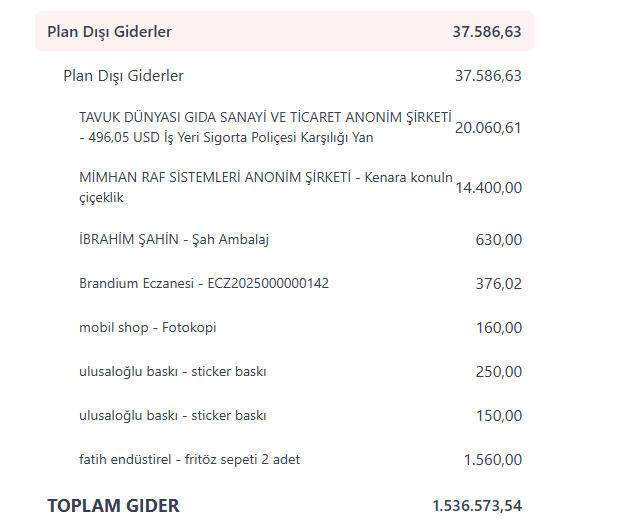 Plan Dışı Giderler 37.586,63
Plan Dışı Giderler 37.586,63
TAVUK DÜNYASI GIDA SANAYİ VE TİCARET ANONİM ŞİRKETİ
- 496,05 USD İş Yeri Sigorta Poliçesi Karşılığı Yan 20.060,61
MİMHAN RAF SİSTEMLERİ ANONİM ŞİRKETİ - Kenara konuln
çiçeklik 14.400,00
İBRAHİM ŞAHİN - Şah Ambalaj 630,00
Brandium Eczanesi - ECZ2025000000142 376,02
mobil shop - Fotokopi 160,00
ulusaloğlu baskı - sticker baskı 250,00
ulusaloğlu baskı - sticker baskı 150,00
fatih endüstirel - fritöz sepeti 2 adet 1.560,00
TOPLAM GIDER 1.536.573,54